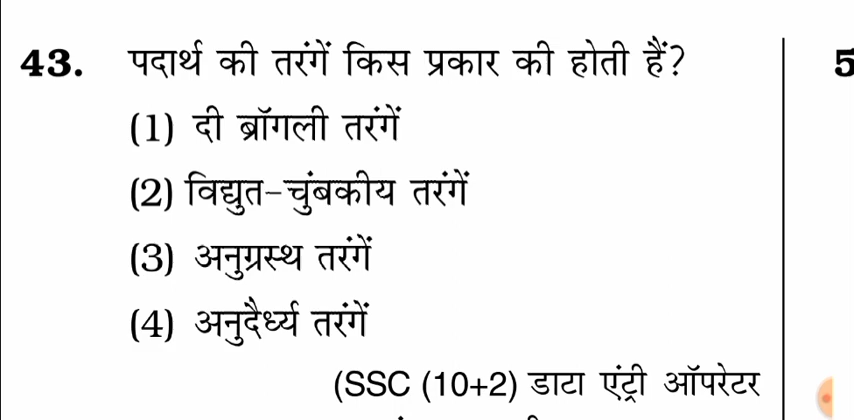 43. पदार्थ की तरंगें किस प्रकार की होती हैं?
(1) दी ब्रॉगली तरंगें
(2) विद्युत-चुंबकीय तरंगें
(3) अनुग्रस्थ तरंगें
(4) अनुदैर्ध्य तरंगें
(SSC (10+2) डाटा एंट्री ऑपरेटर
5